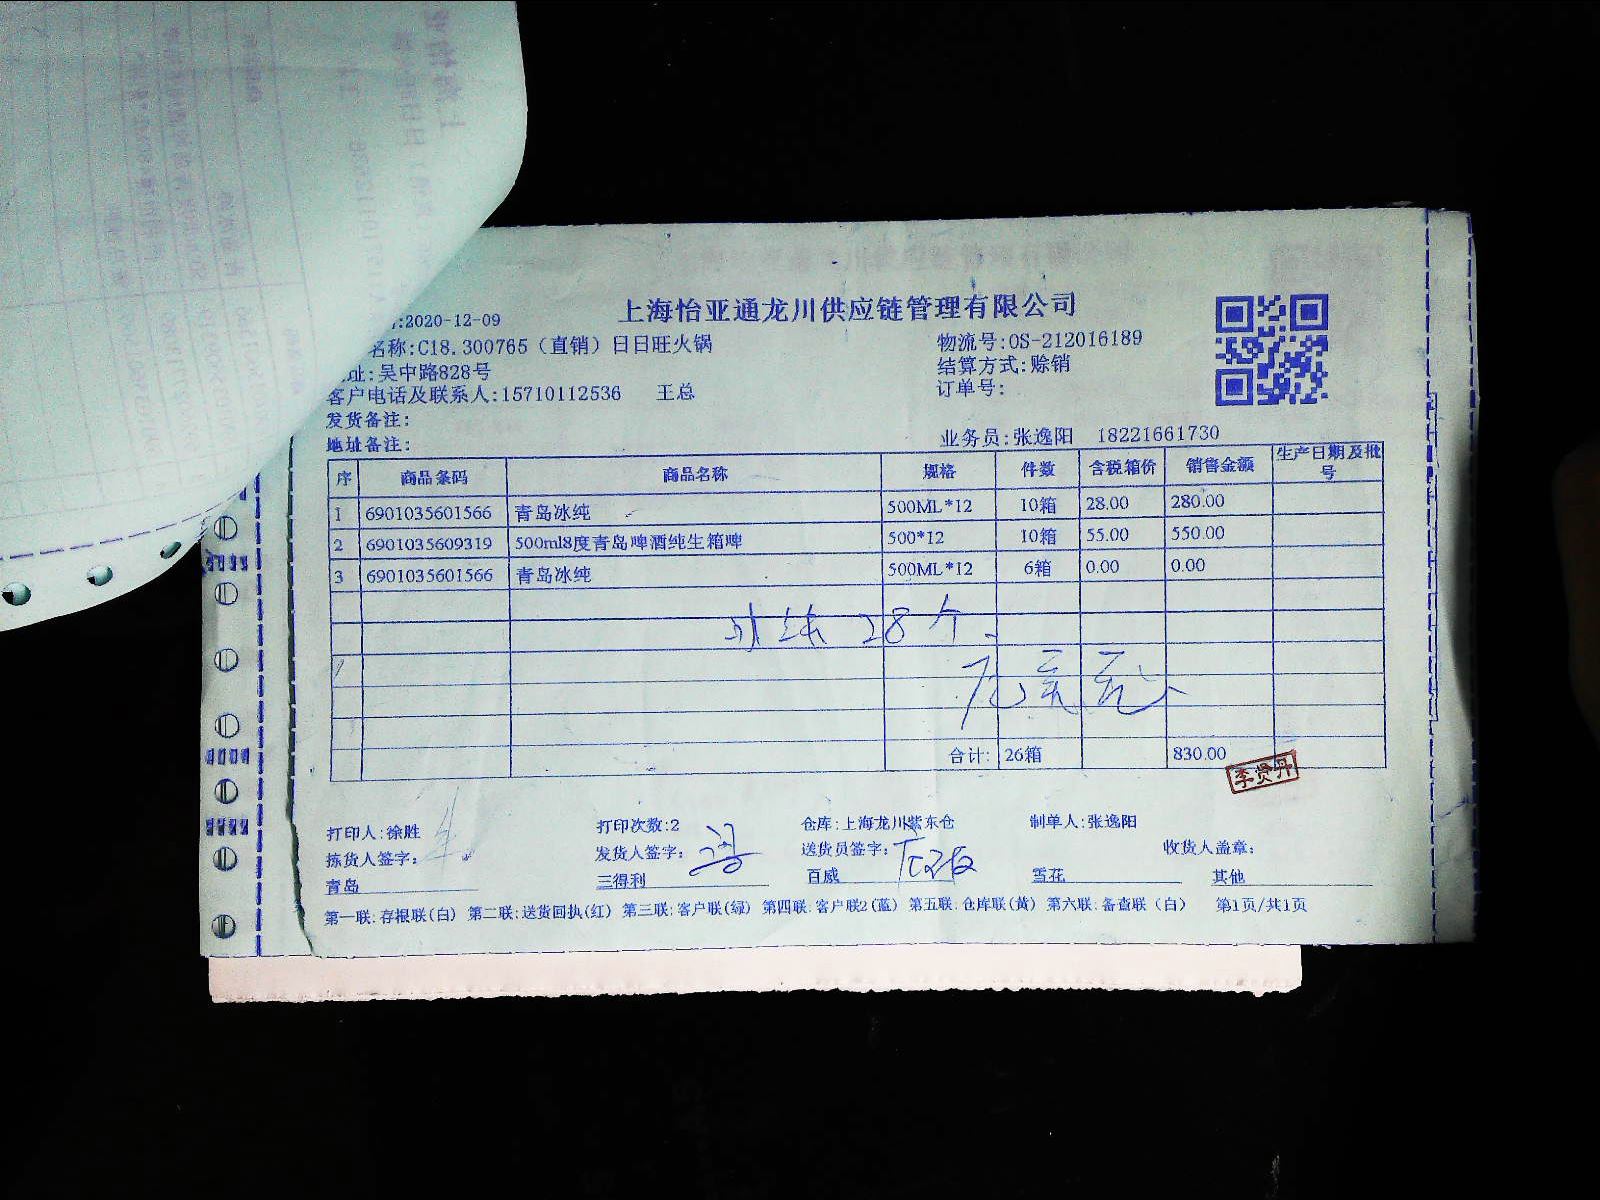 上海怡亚通龙川供应链管理有限公司
:2020-12-09
名称:C18.300765（直销）日日旺火锅
物流号:OS-212016189
址:吴中路828号
结算方式:赊销
客户电话及联系人:15710112536 王总
订单号:
发货备注:
地址备注:
业务员:张逸阳 18221661730
序 商品条码 商品名称 规格 件数 含税箱价 销售金额 生产日期及批号
1 6901035601566 青岛冰纯 500ML*12 10箱 28.00 280.00
2 6901035609319 500ml8度青岛啤酒纯生箱啤 500*12 10箱 55.00 550.00
3 6901035601566 青岛冰纯 500ML*12 6箱 0.00 0.00
冰纯 28个
合计: 26箱 830.00
李贤丹
打印人:徐胜 打印次数:2 仓库:上海龙川紫东仓 制单人:张逸阳
拣货人签字: 发货人签字: 送货员签字: 收货人盖章:
青岛 三得利 百威 雪花 其他
第一联:存根联(白) 第二联:送货回执(红) 第三联:客户联(绿) 第四联:客户联2(蓝) 第五联:仓库联(黄) 第六联:备查联（白） 第1页/共1页